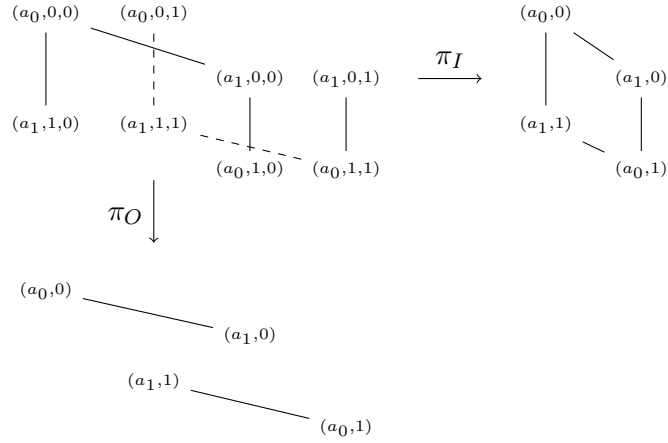 (a₀,0,0) (a₀,0,1) (a₀,0)
(a₁,0,0) (a₁,0,1) π_I (a₁,0)
(a₁,1,0) (a₁,1,1) (a₁,1)
(a₀,1,0) (a₀,1,1) (a₀,1)
π_O
(a₀,0)
(a₁,0)
(a₁,1)
(a₀,1)